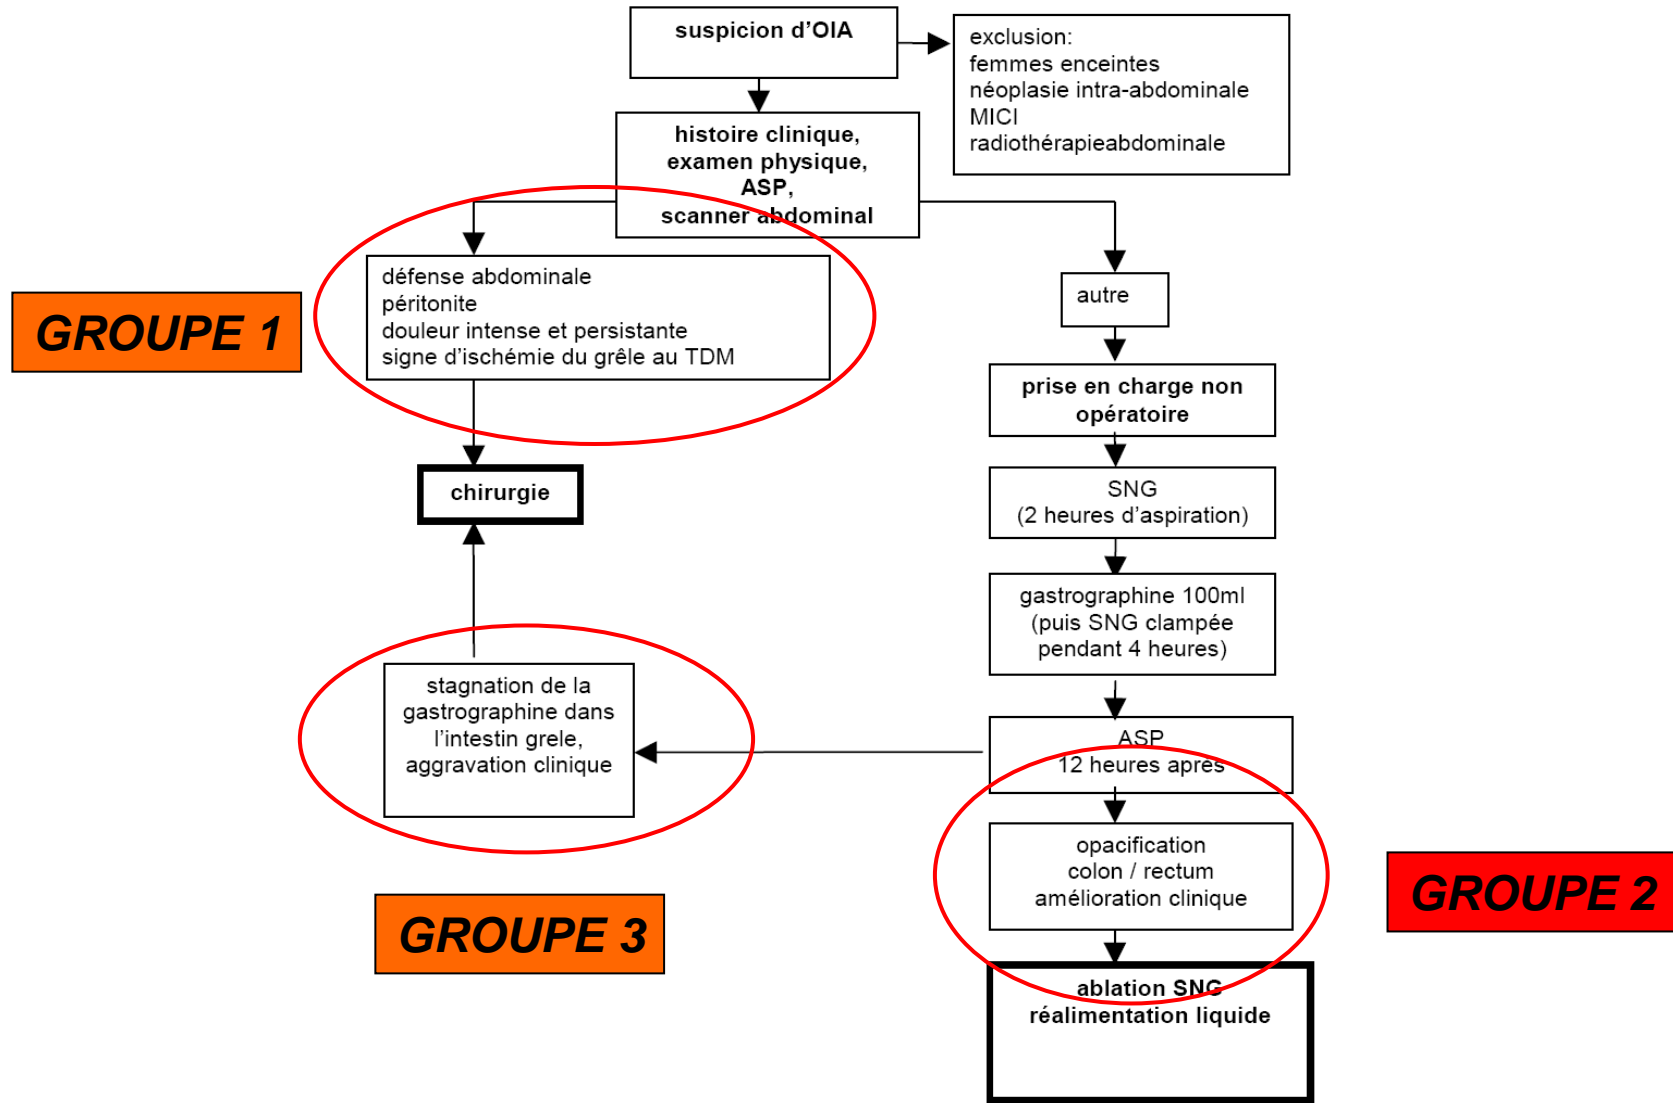 suspicion d'OIA
exclusion:
femmes enceintes
néoplasie intra-abdominale
MICI
radiothérapieabdominale
histoire clinique,
examen physique,
ASP,
scanner abdominal
défense abdominale
péritonite
douleur intense et persistante
signe d'ischémie du grêle au TDM
GROUPE 1
autre
prise en charge non
opératoire
chirurgie
SNG
(2 heures d'aspiration)
gastrographine 100ml
(puis SNG clampée
pendant 4 heures)
stagnation de la
gastrographine dans
l'intestin grele,
aggravation clinique
ASP
12 heures après
opacification
colon / rectum
amélioration clinique
GROUPE 2
GROUPE 3
ablation SNG
réalimentation liquide